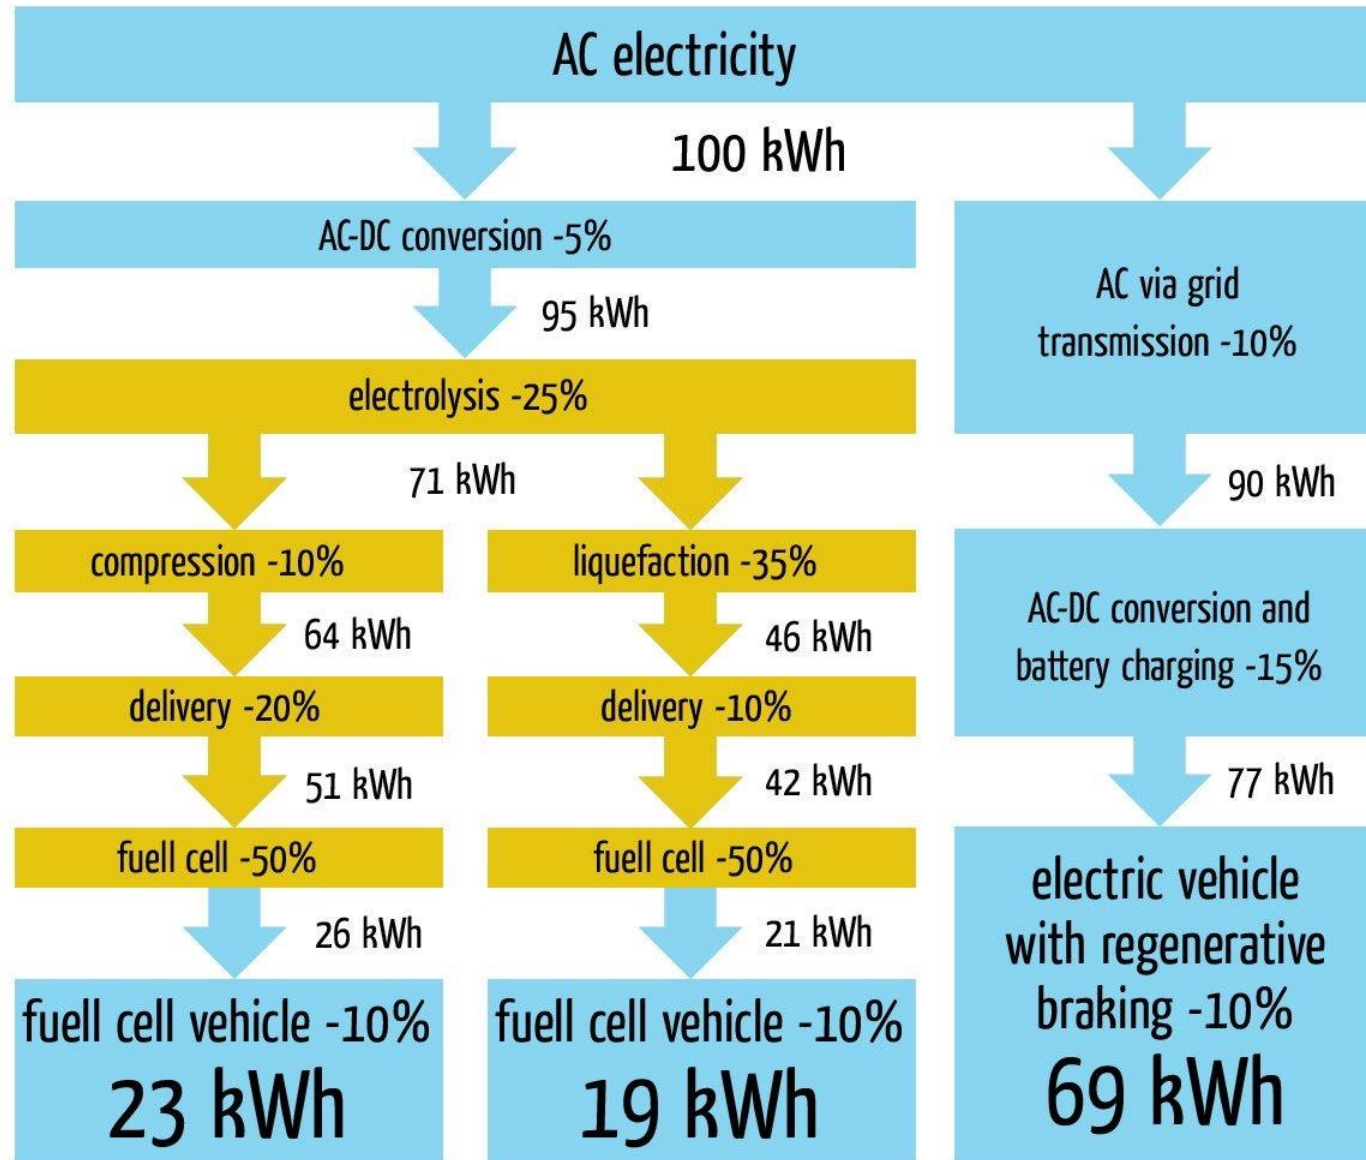 AC electricity
100 kWh
AC-DC conversion -5%
95 kWh
electrolysis -25%
71 kWh
compression -10%
64 kWh
delivery -20%
51 kWh
fuell cell -50%
26 kWh
fuell cell vehicle -10%
23 kWh
liquefaction -35%
46 kWh
delivery -10%
42 kWh
fuell cell -50%
21 kWh
fuell cell vehicle -10%
19 kWh
AC via grid
transmission -10%
90 kWh
AC-DC conversion and
battery charging -15%
77 kWh
electric vehicle
with regenerative
braking -10%
69 kWh